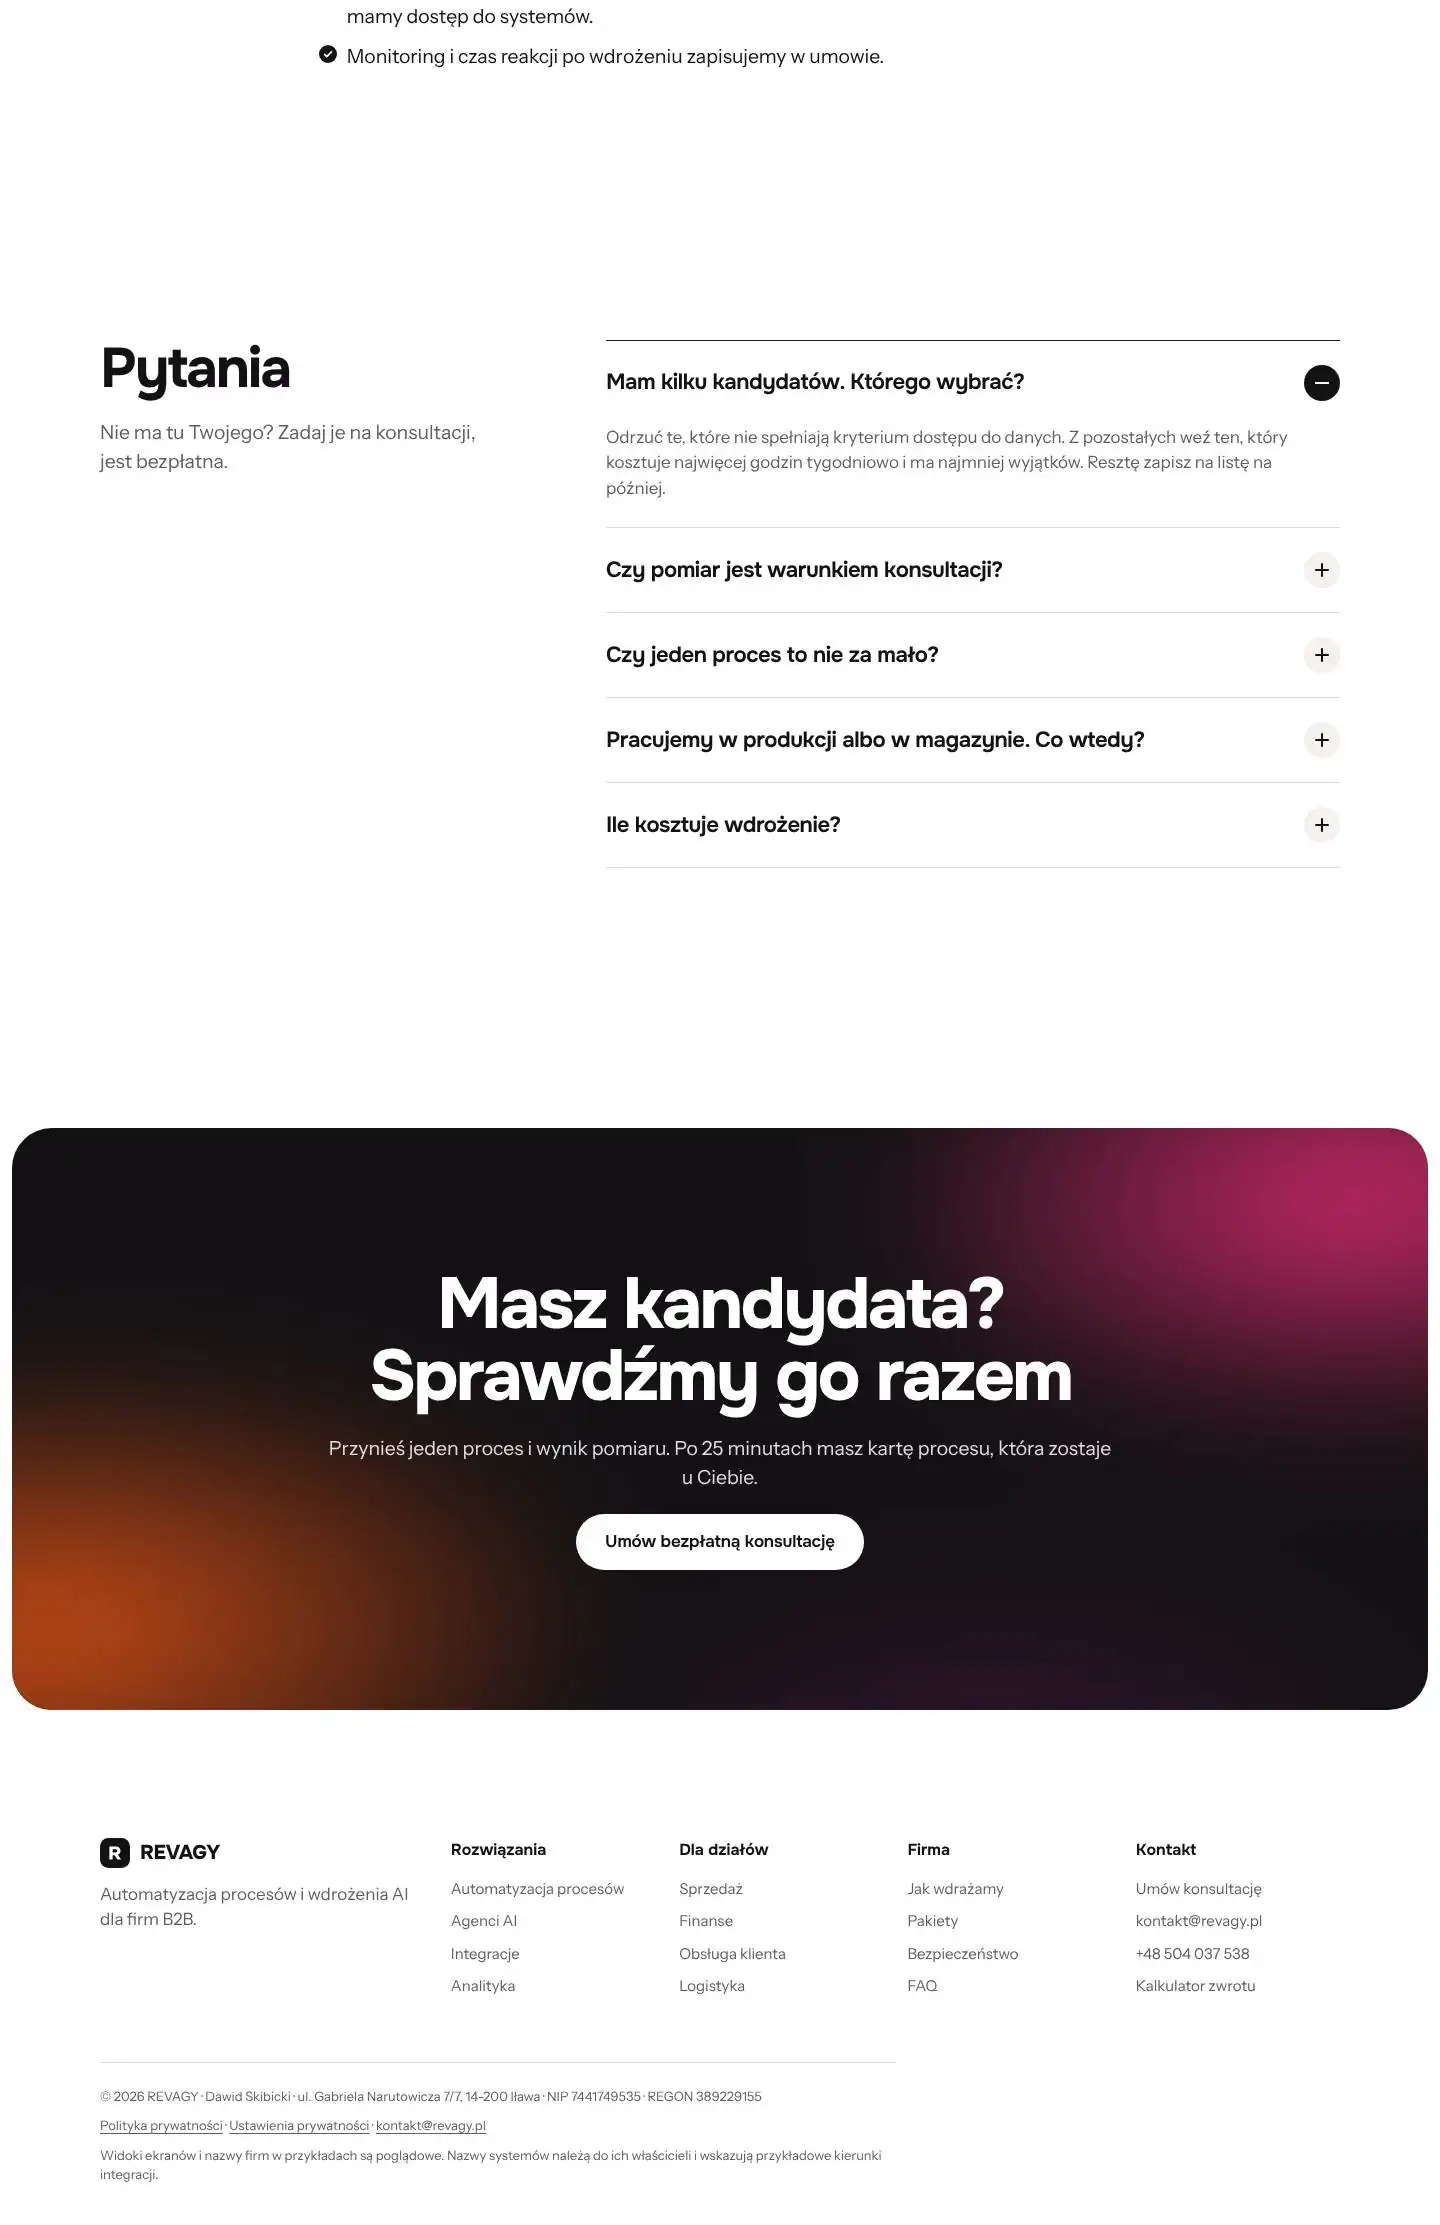 mamy dostęp do systemów.
Monitoring i czas reakcji po wdrożeniu zapisujemy w umowie.
Pytania
Nie ma tu Twojego? Zadaj je na konsultacji,
jest bezpłatna.
Mam kilku kandydatów. Którego wybrać?
Odrzuć te, które nie spełniają kryterium dostępu do danych. Z pozostałych weź ten, który
kosztuje najwięcej godzin tygodniowo i ma najmniej wyjątków. Resztę zapisz na listę na
później.
Czy pomiar jest warunkiem konsultacji?
Czy jeden proces to nie za mało?
Pracujemy w produkcji albo w magazynie. Co wtedy?
Ile kosztuje wdrożenie?
Masz kandydata?
Sprawdźmy go razem
Przynieś jeden proces i wynik pomiaru. Po 25 minutach masz kartę procesu, która zostaje
u Ciebie.
Umów bezpłatną konsultację
R REVAGY
Automatyzacja procesów i wdrożenia AI
dla firm B2B.
Rozwiązania
Automatyzacja procesów
Agenci AI
Integracje
Analityka
Dla działów
Sprzedaż
Finanse
Obsługa klienta
Logistyka
Firma
Jak wdrażamy
Pakiety
Bezpieczeństwo
FAQ
Kontakt
Umów konsultację
kontakt@revagy.pl
+48 504 037 538
Kalkulator zwrotu
© 2026 REVAGY · Dawid Skibicki · ul. Gabriela Narutowicza 7/7, 14-200 Iława · NIP 7441749535 · REGON 389229155
Polityka prywatności · Ustawienia prywatności · kontakt@revagy.pl
Widoki ekranów i nazwy firm w przykładach są poglądowe. Nazwy systemów należą do ich właścicieli i wskazują przykładowe kierunki
integracji.